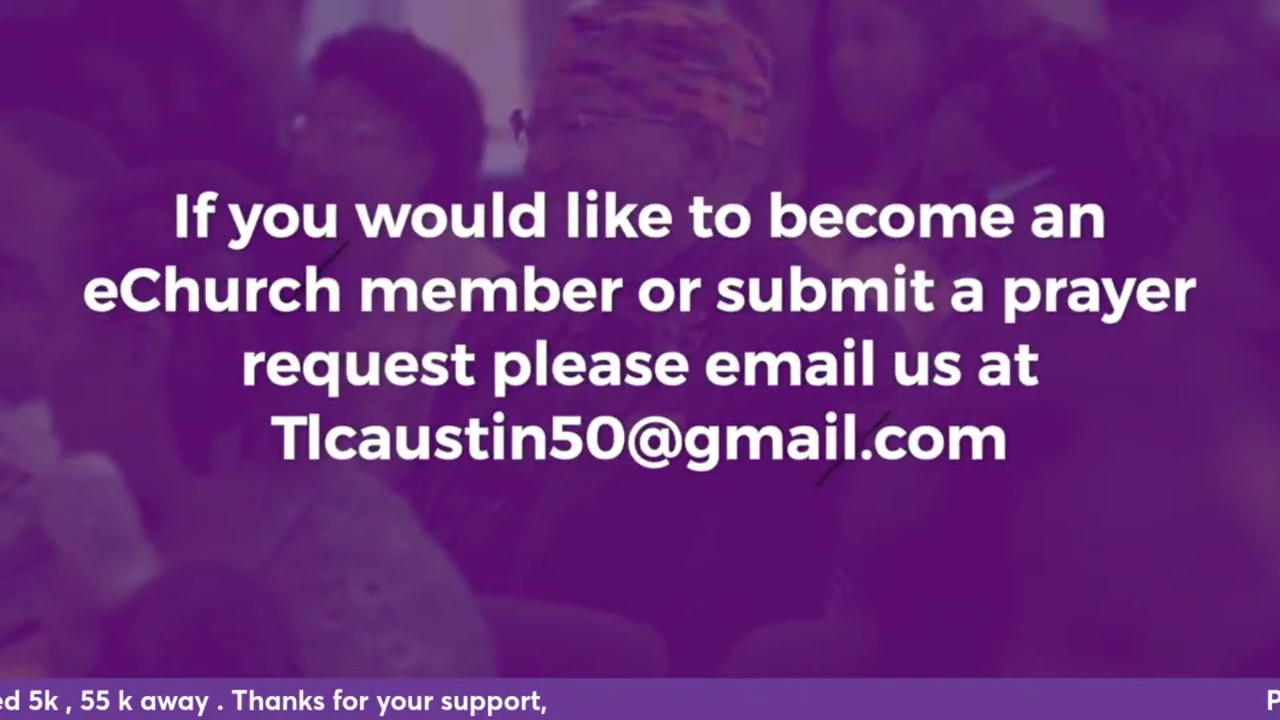 If you would like to become an
eChurch member or submit a prayer
request please email us at
Tlcaustin50@gmail.com
ed 5k , 55 k away . Thanks for your support,
P